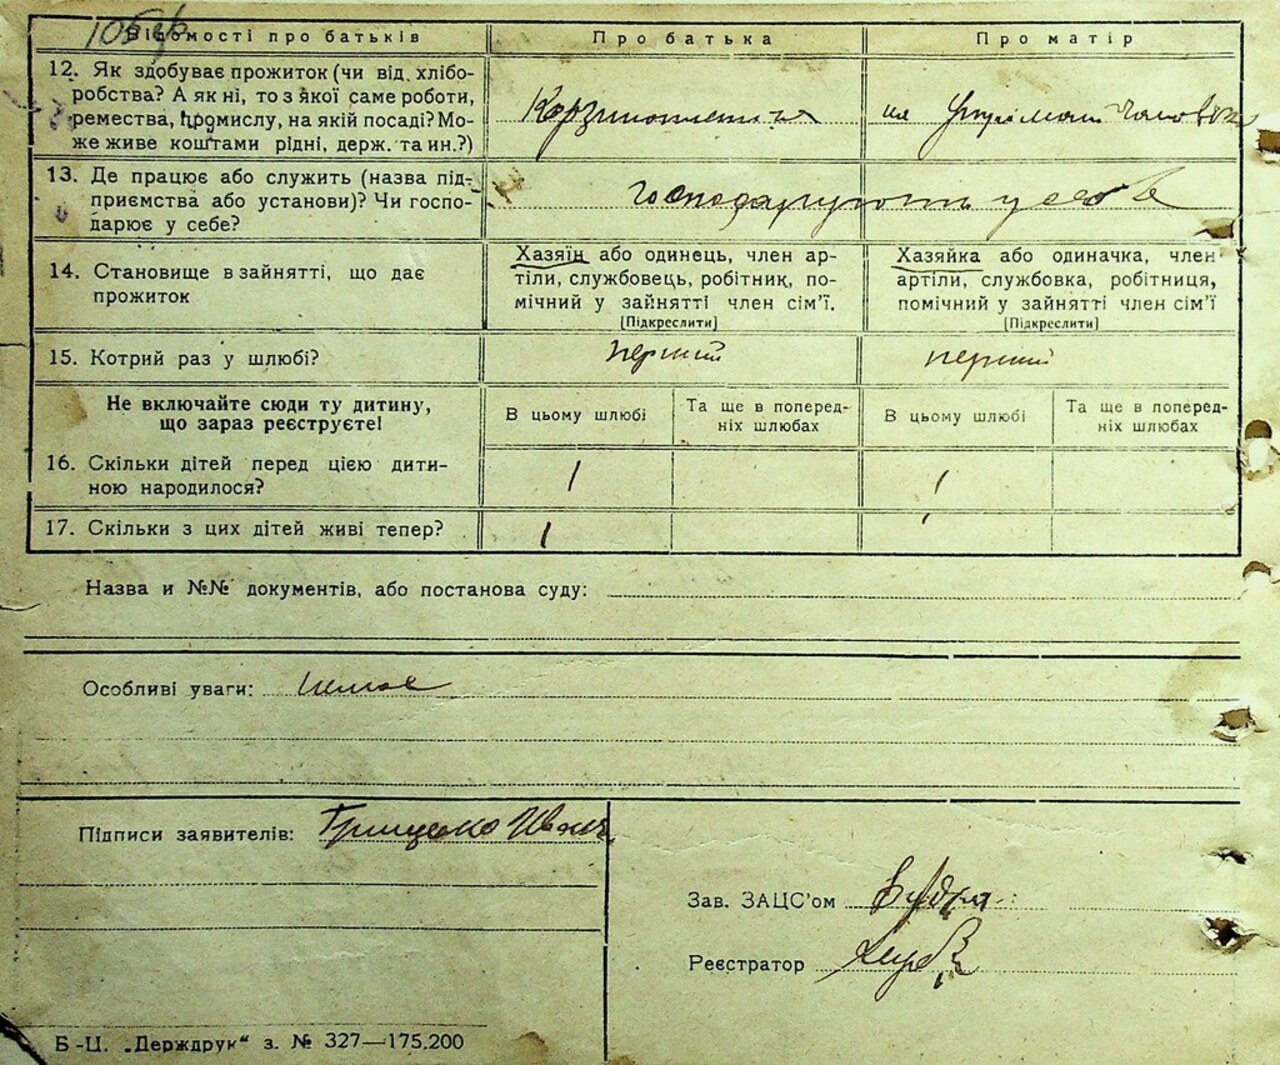 Відомості про батьків
Про батька
Про матір
12. Як здобуває прожиток (чи від хлібо-
робства? А як ні, то з якої саме роботи,
ремества, промислу, на якій посаді? Мо-
же живе коштами рідні, держ. та ин.?)
на
13. Де працює або служить (назва під-
приємства або установи)? Чи госпо-
дарює у себе?
господарують у себе
14. Становище в зайнятті, що дає
прожиток
Хазяїн або одинець, член ар-
тіли, службовець, робітник, по-
мічний у зайнятті член сім'ї.
(Підкреслити)
Хазяйка або одиначка, член
артіли, службовка, робітниця,
помічний у зайнятті член сім'ї
(Підкреслити)
15. Котрий раз у шлюбі?
перший
перший
Не включайте сюди ту дитину,
що зараз реєструєте!
В цьому шлюбі
Та ще в поперед-
ніх шлюбах
В цьому шлюбі
Та ще в поперед-
ніх шлюбах
16. Скільки дітей перед цією дити-
ною народилося?
1
1
17. Скільки з цих дітей живі тепер?
1
1
Назва и №№ документів, або постанова суду:
Особливі уваги: немає
Підписи заявителів: Грищенко Иван
Зав. ЗАЦС'ом
Реєстратор
Б-Ц. „Держдрук" з. № 327—175.200